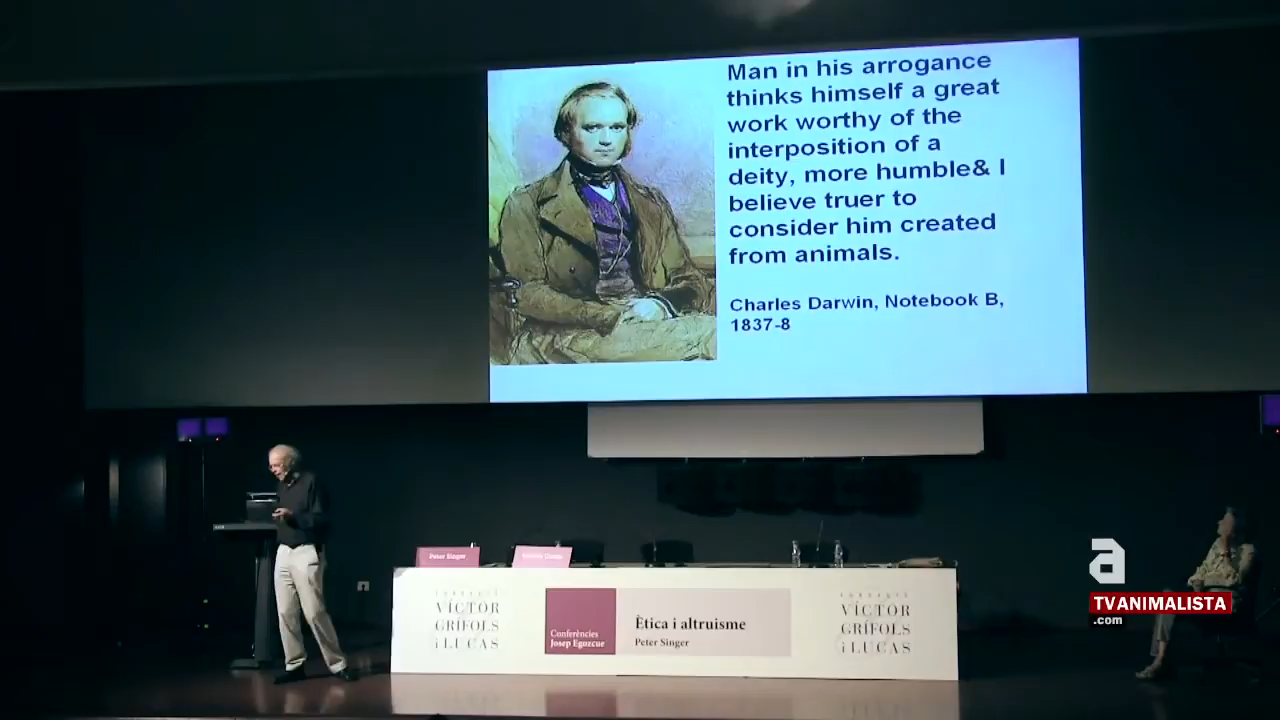 Man in his arrogance
thinks himself a great
work worthy of the
interposition of a
deity, more humble& I
believe truer to
consider him created
from animals.
Charles Darwin, Notebook B,
1837-8
Peter Singer
VÍCTOR
GRÍFOLS
i LUCAS
Conferències
Josep Egozcue
Ètica i altruisme
Peter Singer
VÍCTOR
GRÍFOLS
i LUCAS
a
TVANIMALISTA
.com